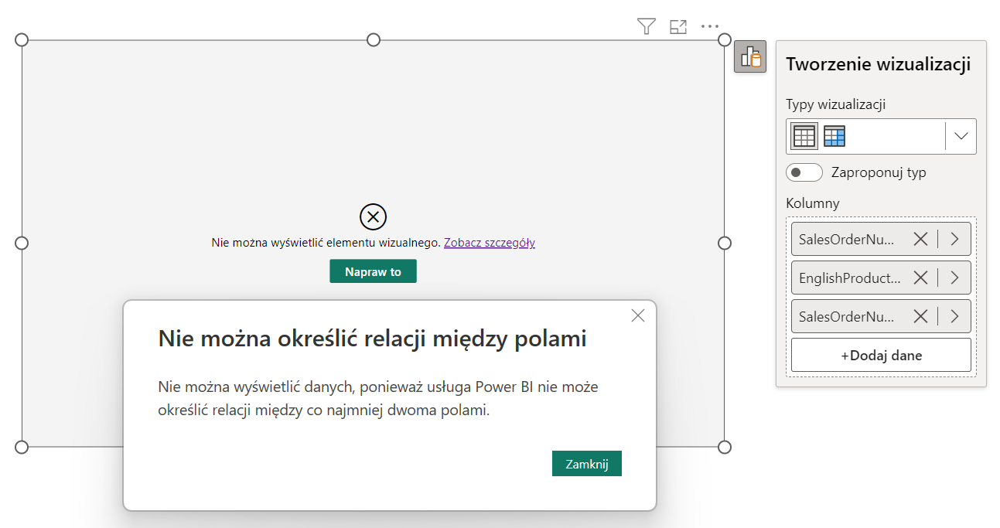 Nie można wyświetlić elementu wizualnego. Zobacz szczegóły
Napraw to
Nie można określić relacji między polami
Nie można wyświetlić danych, ponieważ usługa Power BI nie może
określić relacji między co najmniej dwoma polami.
Zamknij
Tworzenie wizualizacji
Typy wizualizacji
Zaproponuj typ
Kolumny
SalesOrderNu...
EnglishProduct...
SalesOrderNu...
+Dodaj dane